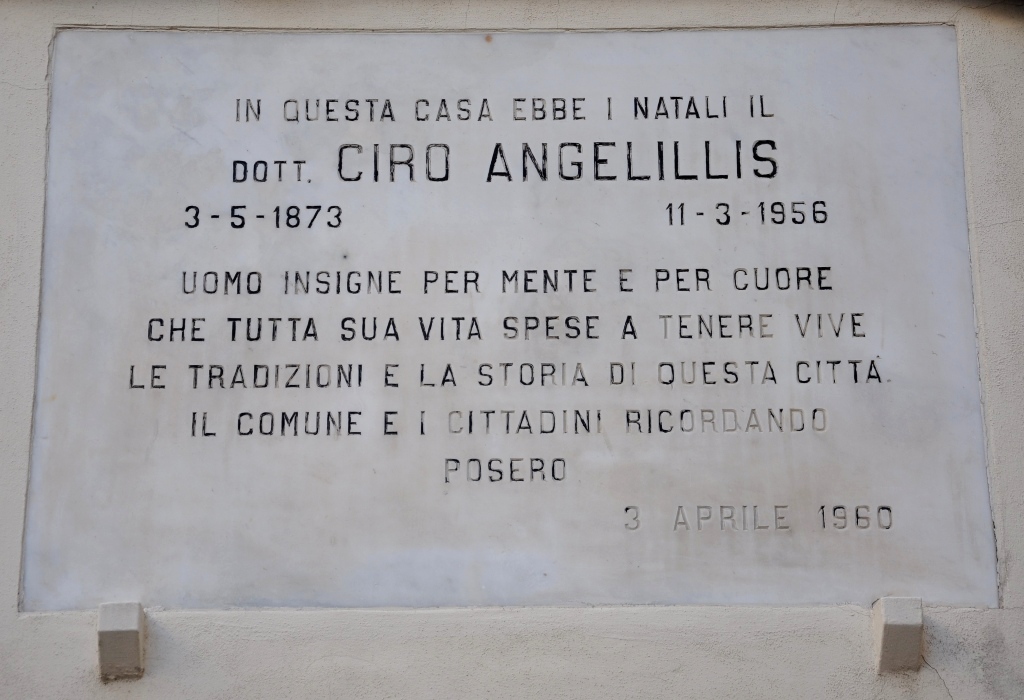 IN QUESTA CASA EBBE I NATALI IL
DOTT. CIRO ANGELILLIS
3-5-1873 11-3-1956
UOMO INSIGNE PER MENTE E PER CUORE
CHE TUTTA SUA VITA SPESE A TENERE VIVE
LE TRADIZIONI E LA STORIA DI QUESTA CITTÀ.
IL COMUNE E I CITTADINI RICORDANDO
POSERO
3 APRILE 1960